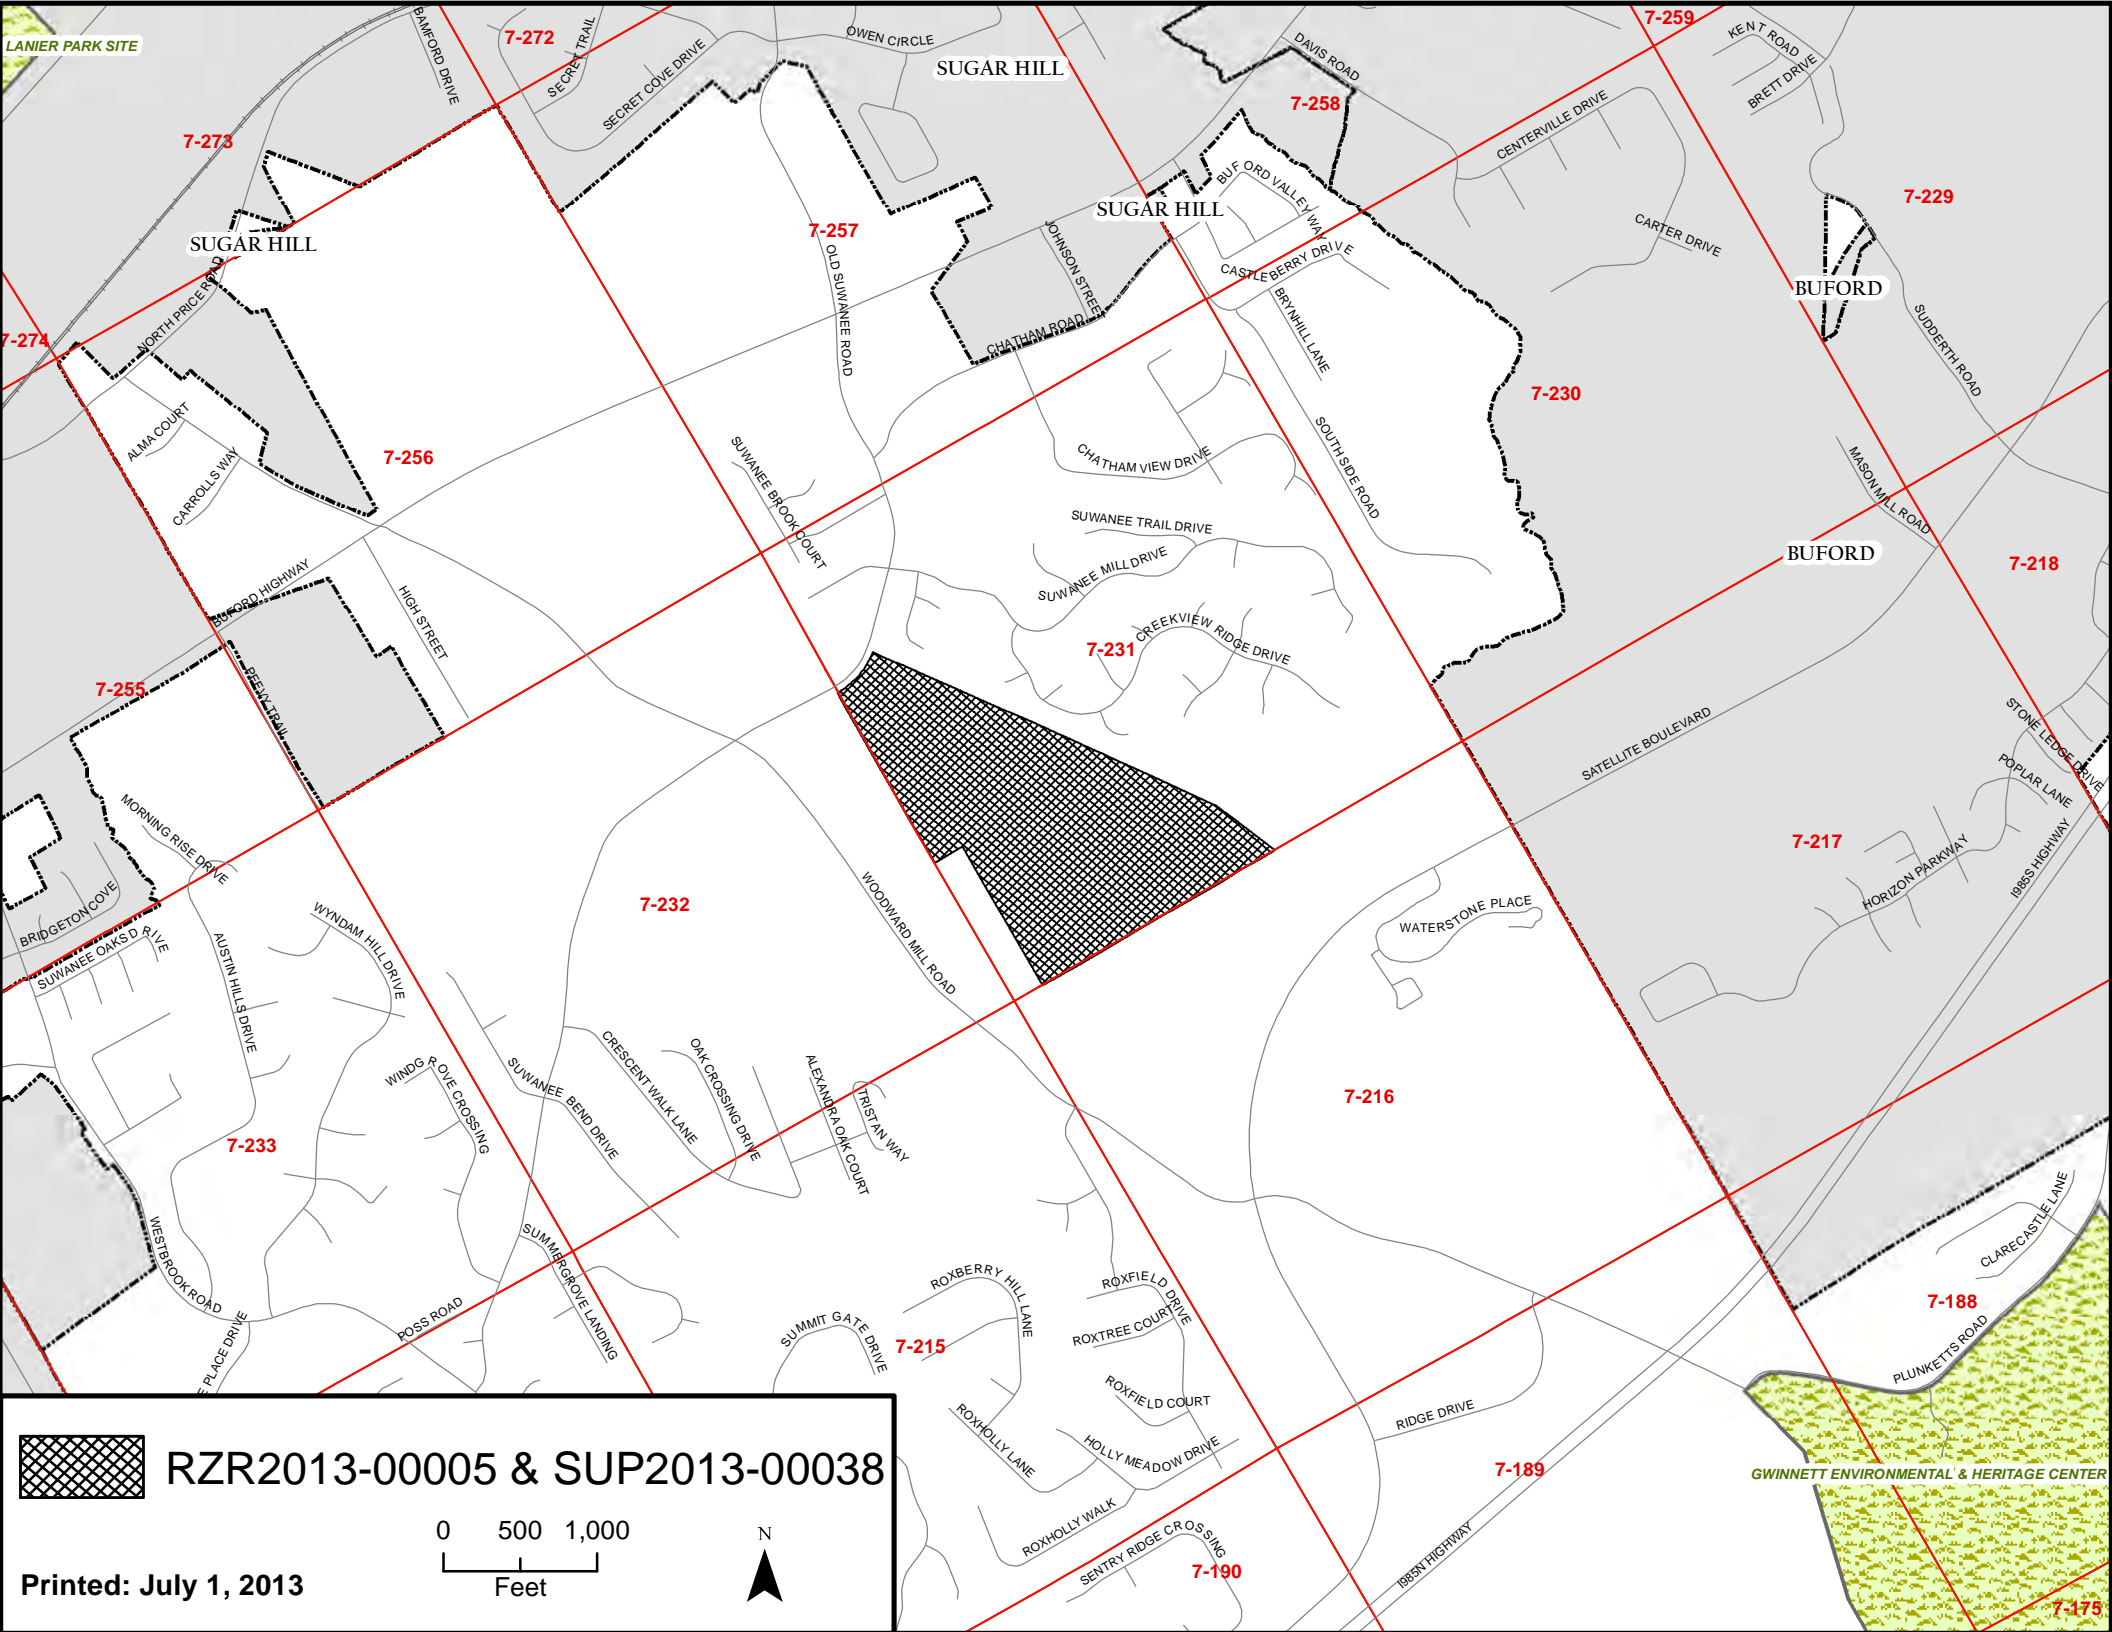 LANIER PARK SITE
BAMFORD DRIVE
7-272
SECRET TRAIL
SECRET COVE DRIVE
OWEN CIRCLE
SUGAR HILL
DAVIS ROAD
7-259
KENT ROAD
BRETT DRIVE
7-258
CENTERVILLE DRIVE
7-273
BUFORD VALLEY WAY
7-229
SUGAR HILL
CARTER DRIVE
7-257
SUGAR HILL
JOHNSON STREE
CASTLEBERRY DRIVE
BUFORD
NORTH PRICE ROAD
OLD SUWANEE ROAD
BRYNHILL LANE
SUDDERTH ROAD
7-274
CHATHAM ROAD
7-230
ALMA COURT
7-256
CARROLLS WAY
SUWANEE BROOK COURT
CHATHAM VIEW DRIVE
SOUTH SIDE ROAD
MASON MILL ROAD
SUWANEE TRAIL DRIVE
BUFORD
7-218
SUWANEE MILL DRIVE
BUFORD HIGHWAY
HIGH STREET
7-231
CREEKVIEW RIDGE DRIVE
7-255
PEEVY TRAIL
STONE LEDGE DRIVE
SATELLITE BOULEVARD
POPLAR LANE
MORNING RISE DRIVE
7-217
I985S HIGHWAY
HORIZON PARKWAY
BRIDGETON COVE
7-232
WOODWARD MILL ROAD
WATERSTONE PLACE
SUWANEE OAKS DRIVE
WYNDAM HILL DRIVE
AUSTIN HILLS DRIVE
WINDGROVE CROSSING
SUWANEE BEND DRIVE
CRESCENT WALK LANE
OAK CROSSING DRIVE
ALEXANDRA OAK COURT
TRISTAN WAY
7-216
7-233
WESTBROOK ROAD
SUMMERGROVE LANDING
CLARECASTLE LANE
ROXBERRY HILL LANE
ROXFIELD DRIVE
7-188
POSS ROAD
E PLACE DRIVE
SUMMIT GATE DRIVE
7-215
ROXTREE COURT
PLUNKETTS ROAD
ROXFIELD COURT
RIDGE DRIVE
ROXHOLLY LANE
HOLLY MEADOW DRIVE
7-189
GWINNETT ENVIRONMENTAL & HERITAGE CENTER
ROXHOLLY WALK
SENTRY RIDGE CROSSING
7-190
I985N HIGHWAY
7-175
RZR2013-00005 & SUP2013-00038
0 500 1,000
Feet
N
Printed: July 1, 2013